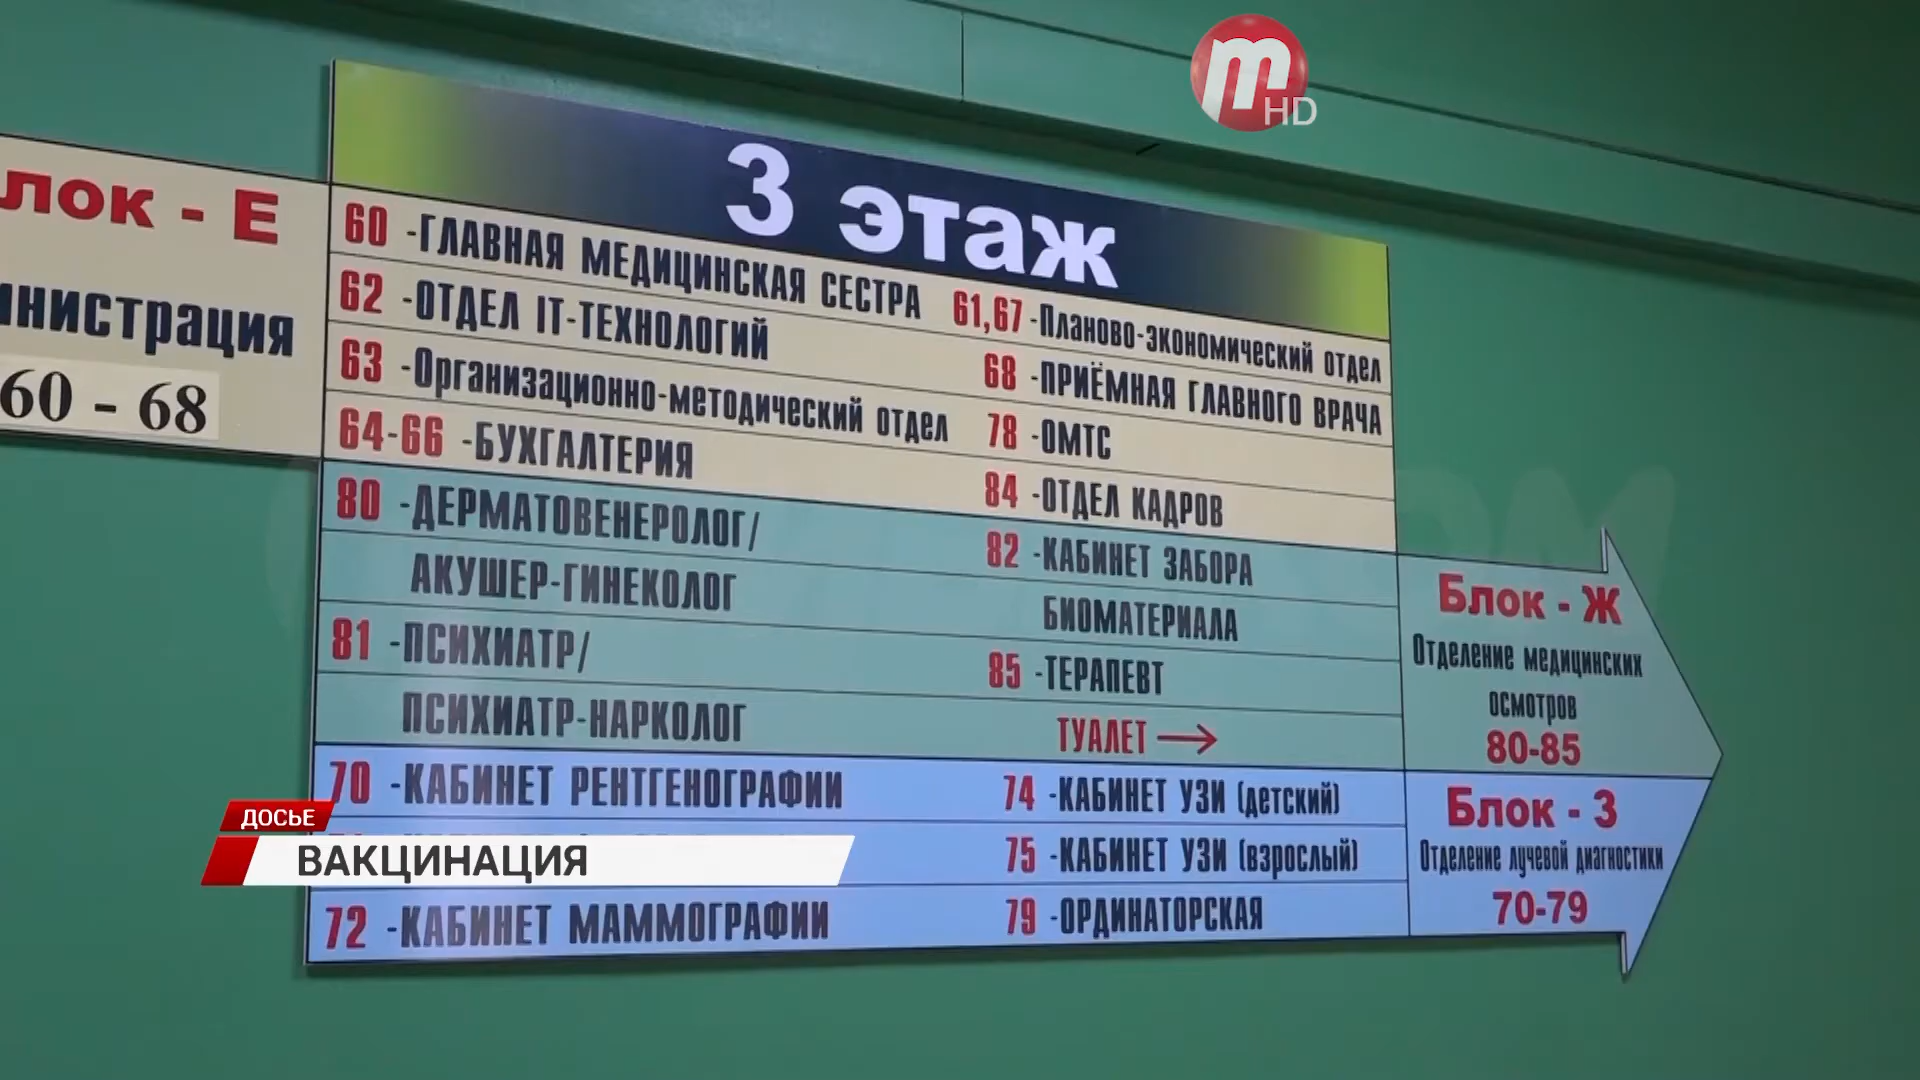 m HD
3 этаж
лок - Е
нистрация
60 - 68
60 -ГЛАВНАЯ МЕДИЦИНСКАЯ СЕСТРА
62 -ОТДЕЛ IT-ТЕХНОЛОГИЙ
63 -Организационно-методический отдел
64-66 -БУХГАЛТЕРИЯ
61,67 -Планово-экономический отдел
68 -ПРИЁМНАЯ ГЛАВНОГО ВРАЧА
78 -ОМТС
84 -ОТДЕЛ КАДРОВ
80 -ДЕРМАТОВЕНЕРОЛОГ/
АКУШЕР-ГИНЕКОЛОГ
81 -ПСИХИАТР/
ПСИХИАТР-НАРКОЛОГ
82 -КАБИНЕТ ЗАБОРА
БИОМАТЕРИАЛА
85 -ТЕРАПЕВТ
ТУАЛЕТ →
Блок - Ж
Отделение медицинских
осмотров
80-85
70 -КАБИНЕТ РЕНТГЕНОГРАФИИ
72 -КАБИНЕТ МАММОГРАФИИ
74 -КАБИНЕТ УЗИ (детский)
75 -КАБИНЕТ УЗИ (взрослый)
79 -ОРДИНАТОРСКАЯ
Блок - З
Отделение лучевой диагностики
70-79
ДОСЬЕ
ВАКЦИНАЦИЯ